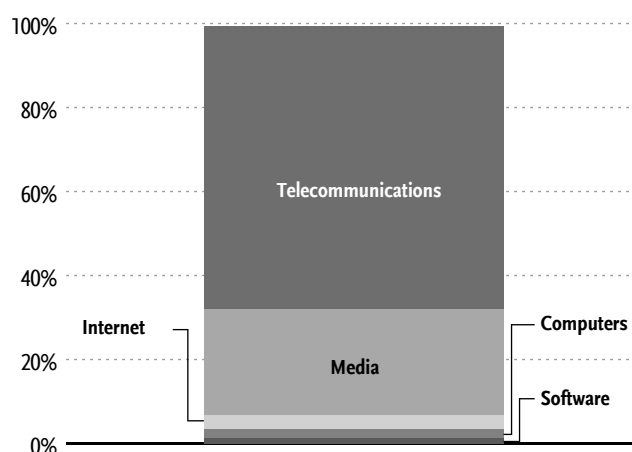 100%
80%
Telecommunications
60%
40%
Internet
Computers
20%
Media
Software
0%